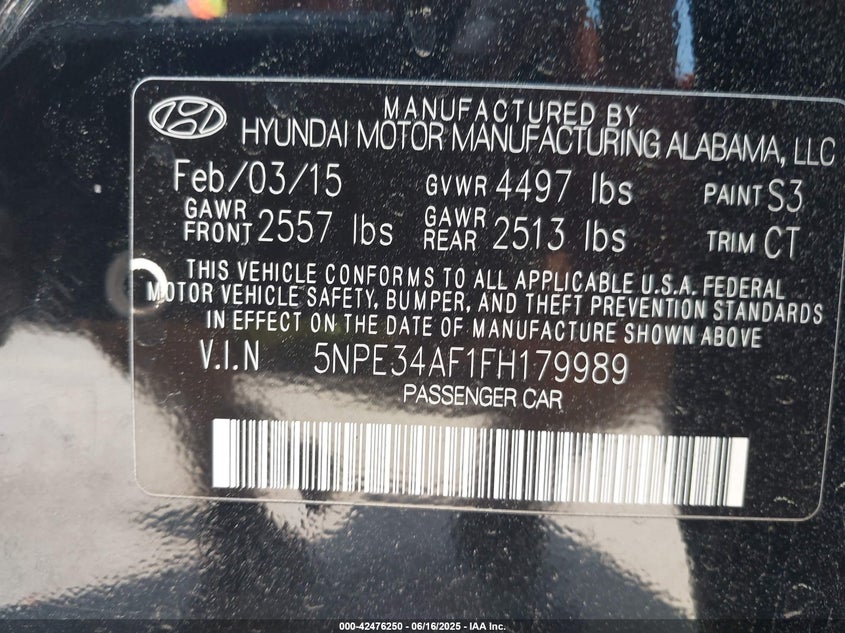 MANUFACTURED BY
HYUNDAI MOTOR MANUFACTURING ALABAMA, LLC
Feb/03/15 GVWR 4497 lbs PAINT S3
GAWR FRONT 2557 lbs GAWR REAR 2513 lbs TRIM CT
THIS VEHICLE CONFORMS TO ALL APPLICABLE U.S.A. FEDERAL
MOTOR VEHICLE SAFETY, BUMPER, AND THEFT PREVENTION STANDARDS
IN EFFECT ON THE DATE OF MANUFACTURE SHOWN ABOVE
V.I.N 5NPE34AF1FH179989
PASSENGER CAR
000-42476250 - 06/16/2025 - IAA Inc.